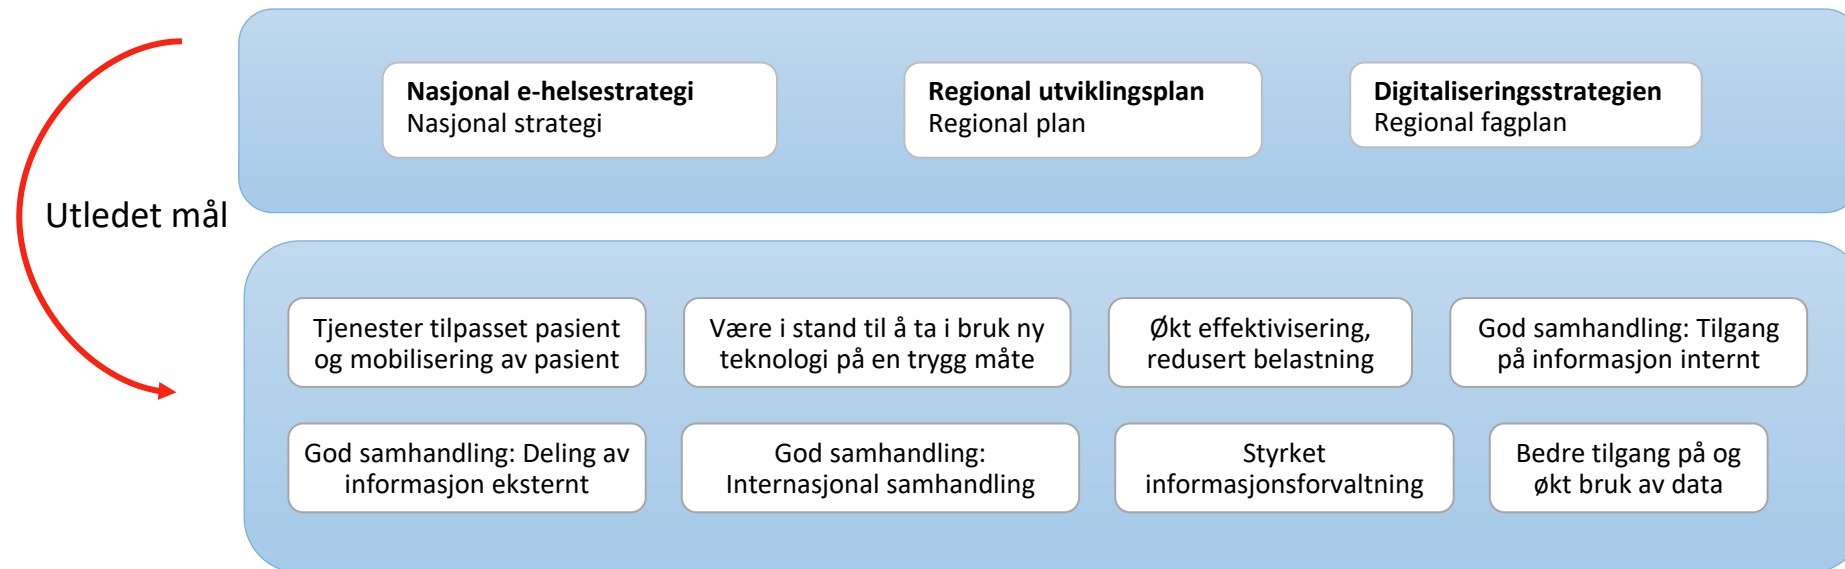 Nasjonal e-helsestrategi
Nasjonal strategi
Regional utviklingsplan
Regional plan
Digitaliseringsstrategien
Regional fagplan
Utledet mål
Tjenester tilpasset pasient
og mobilisering av pasient
Være i stand til å ta i bruk ny
teknologi på en trygg måte
Økt effektivisering,
redusert belastning
God samhandling: Tilgang
på informasjon internt
God samhandling: Deling av
informasjon eksternt
God samhandling:
Internasjonal samhandling
Styrket
informasjonsforvaltning
Bedre tilgang på og
økt bruk av data